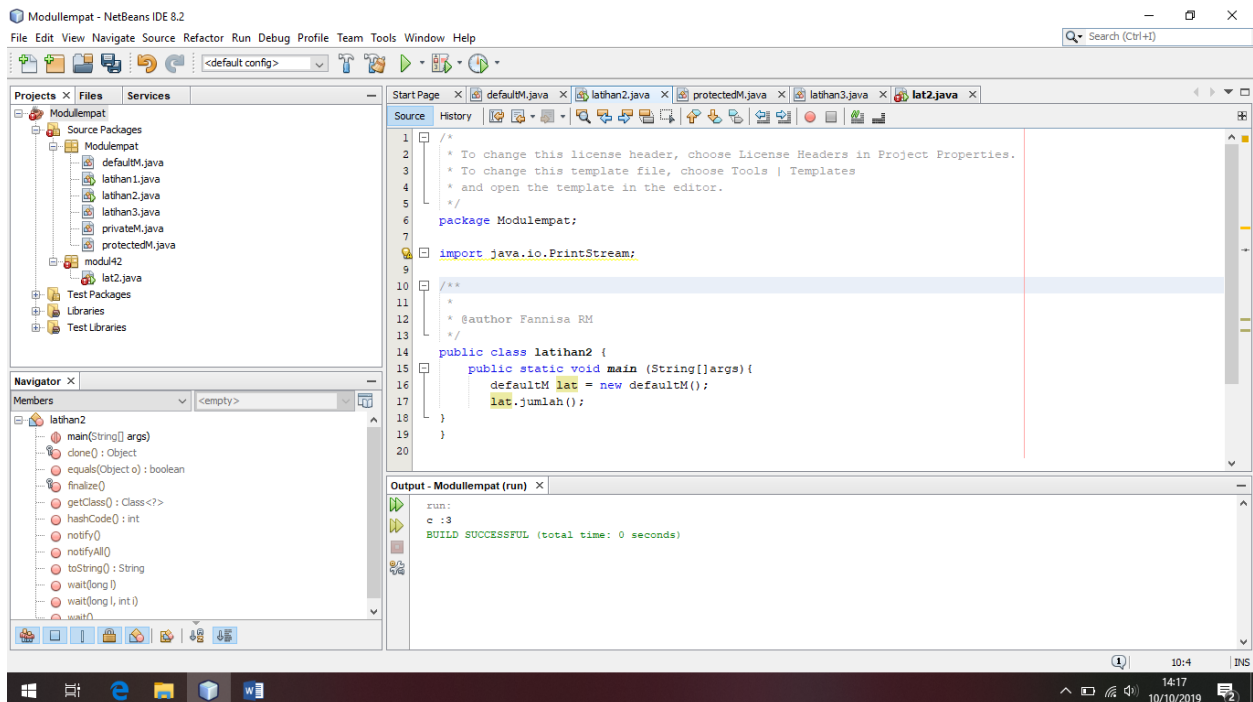 Modullempat - NetBeans IDE 8.2
File Edit View Navigate Source Refactor Run Debug Profile Team Tools Window Help
Search (Ctrl+I)
<default config>
Projects Files Services
Modullempat
Source Packages
Modulempat
defaultM.java
latihan1.java
latihan2.java
latihan3.java
privateM.java
protectedM.java
modul42
lat2.java
Test Packages
Libraries
Test Libraries
Navigator
Members <empty>
latihan2
main(String[] args)
clone() : Object
equals(Object o) : boolean
finalize()
getClass() : Class<?>
hashCode() : int
notify()
notifyAll()
toString() : String
wait(long l)
wait(long l, int i)
wait()
Start Page defaultM.java latihan2.java protectedM.java latihan3.java lat2.java
Source History
1 /*
2 * To change this license header, choose License Headers in Project Properties.
3 * To change this template file, choose Tools | Templates
4 * and open the template in the editor.
5 */
6 package Modulempat;
7
import java.io.PrintStream;
9
10 /**
11 *
12 * @author Fannisa RM
13 */
14 public class latihan2 {
15 public static void main (String[]args){
16 defaultM lat = new defaultM();
17 lat.jumlah();
18 }
19 }
20
Output - Modullempat (run)
run:
c :3
BUILD SUCCESSFUL (total time: 0 seconds)
1 10:4 INS
14:17
10/10/2019
2